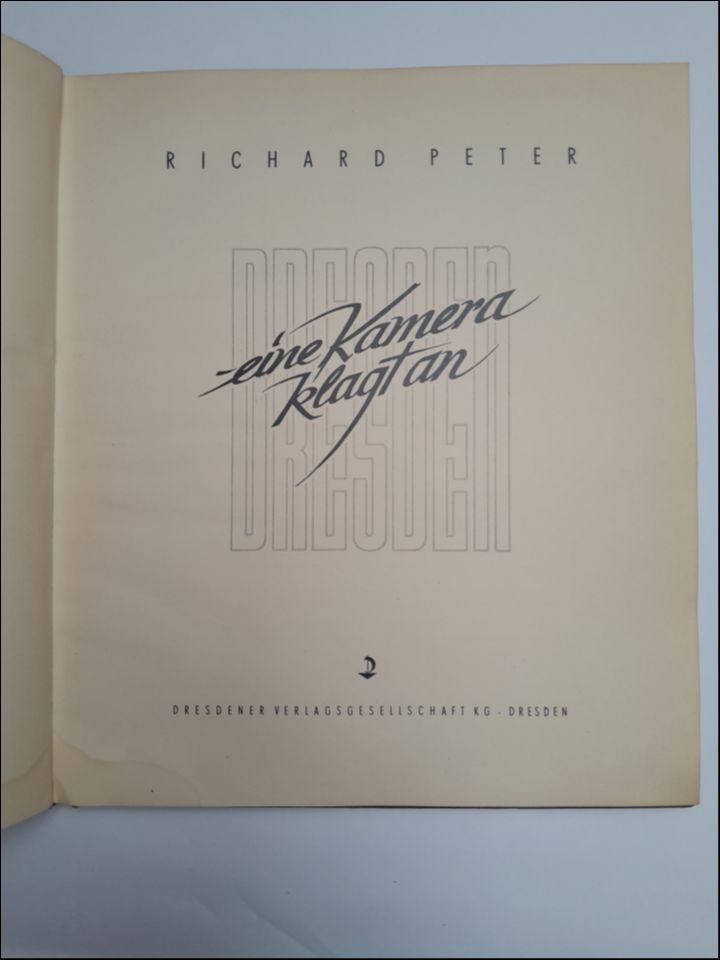 RICHARD PETER
DRESDEN
-eine Kamera
klagt an
D
DRESDENER VERLAGSGESELLSCHAFT KG - DRESDEN